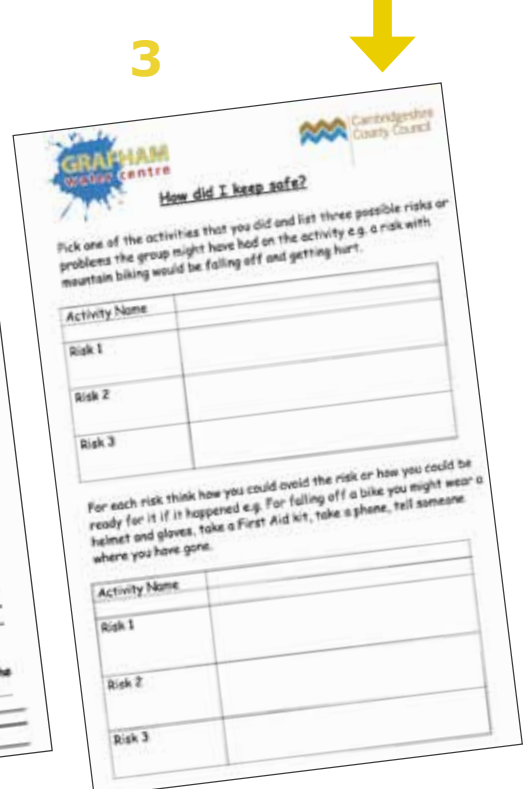 3
GRAFHAM
water centre
Cambridgeshire
County Council
How did I keep safe?
Pick one of the activities that you did and list three possible risks or
problems the group might have had on the activity e.g. a risk with
mountain biking would be falling off and getting hurt.
Activity Name
Risk 1
Risk 2
Risk 3
For each risk think how you could avoid the risk or how you could be
ready for it if it happened e.g. For falling off a bike you might wear a
helmet and gloves, take a First Aid kit, take a phone, tell someone
where you have gone.
Activity Name
Risk 1
Risk 2
Risk 3